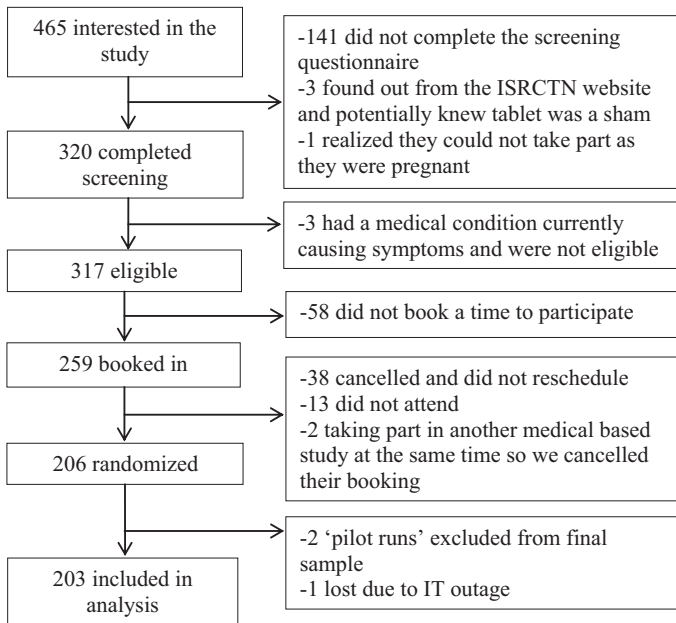 465 interested in the
study
-141 did not complete the screening
questionnaire
-3 found out from the ISRCTN website
and potentially knew tablet was a sham
-1 realized they could not take part as
they were pregnant
320 completed
screening
-3 had a medical condition currently
causing symptoms and were not eligible
317 eligible
-58 did not book a time to participate
259 booked in
-38 cancelled and did not reschedule
-13 did not attend
-2 taking part in another medical based
study at the same time so we cancelled
their booking
206 randomized
-2 ‘pilot runs’ excluded from final
sample
-1 lost due to IT outage
203 included in
analysis